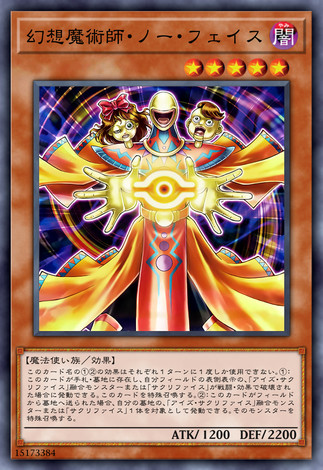 幻想魔術師・ノー・フェイス
やみ
闇
【魔法使い族／効果】
このカード名の①②の効果はそれぞれ１ターンに１度しか使用できない。①:
このカードが手札・墓地に存在し、自分フィールドの表側表示の、「アイズ・サク
リファイス」融合モンスターまたは「サクリファイス」が戦闘・効果で破壊され
た場合に発動できる。このカードを特殊召喚する。②:このカードがフィールド
から墓地へ送られた場合、自分の墓地の、「アイズ・サクリファイス」融合モン
スターまたは「サクリファイス」１体を対象として発動できる。そのモンスターを
特殊召喚する。
ATK/1200 DEF/2200
15173384